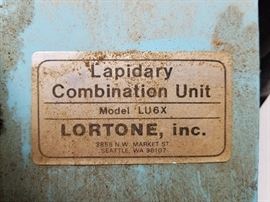 Lapidary
Combination Unit
Model LU6X
LORTONE, inc.
2856 N.W. MARKET ST.
SEATTLE, WA 98107